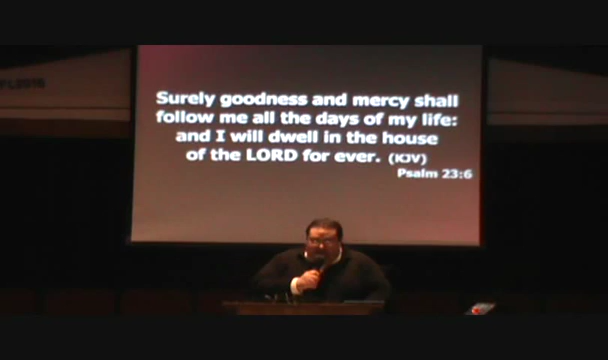 Surely goodness and mercy shall
follow me all the days of my life:
and I will dwell in the house
of the LORD for ever. (KJV)
Psalm 23:6